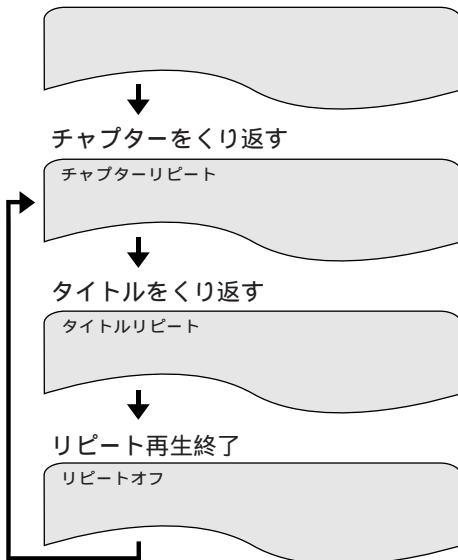 チャプターをくり返す
チャプターリピート
タイトルをくり返す
タイトルリピート
リピート再生終了
リピートオフ